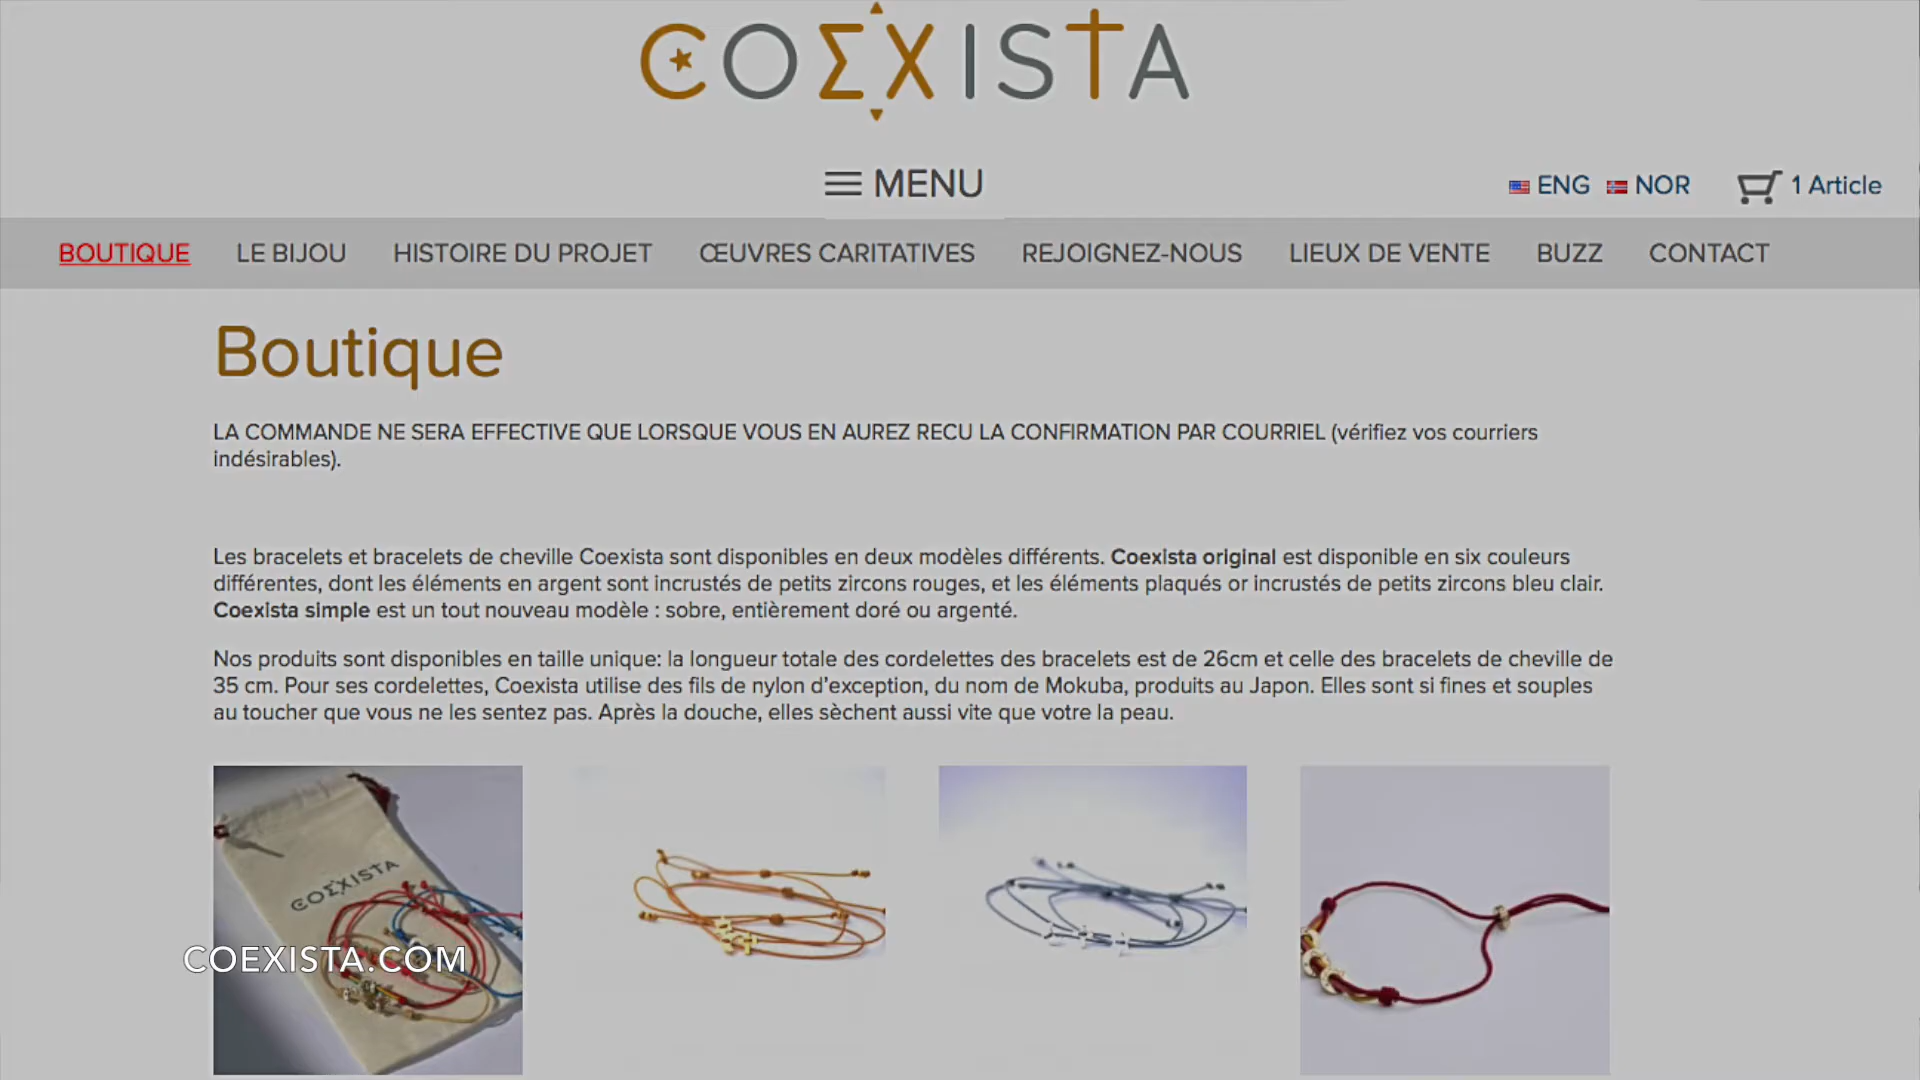 COEXISTA
MENU
ENG NOR 1 Article
BOUTIQUE LE BIJOU HISTOIRE DU PROJET ŒUVRES CARITATIVES REJOIGNEZ-NOUS LIEUX DE VENTE BUZZ CONTACT
Boutique
LA COMMANDE NE SERA EFFECTIVE QUE LORSQUE VOUS EN AUREZ RECU LA CONFIRMATION PAR COURRIEL (vérifiez vos courriers
indésirables).
Les bracelets et bracelets de cheville Coexista sont disponibles en deux modèles différents. Coexista original est disponible en six couleurs
différentes, dont les éléments en argent sont incrustés de petits zircons rouges, et les éléments plaqués or incrustés de petits zircons bleu clair.
Coexista simple est un tout nouveau modèle : sobre, entièrement doré ou argenté.
Nos produits sont disponibles en taille unique: la longueur totale des cordelettes des bracelets est de 26cm et celle des bracelets de cheville de
35 cm. Pour ses cordelettes, Coexista utilise des fils de nylon d’exception, du nom de Mokuba, produits au Japon. Elles sont si fines et souples
au toucher que vous ne les sentez pas. Après la douche, elles sèchent aussi vite que votre la peau.
COEXISTA
COEXISTA.COM